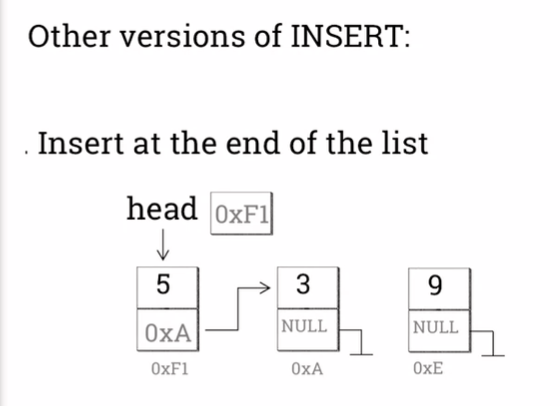 Other versions of INSERT:
. Insert at the end of the list
head 0xF1
5 3 9
0xA NULL NULL
0xF1 0xA 0xE